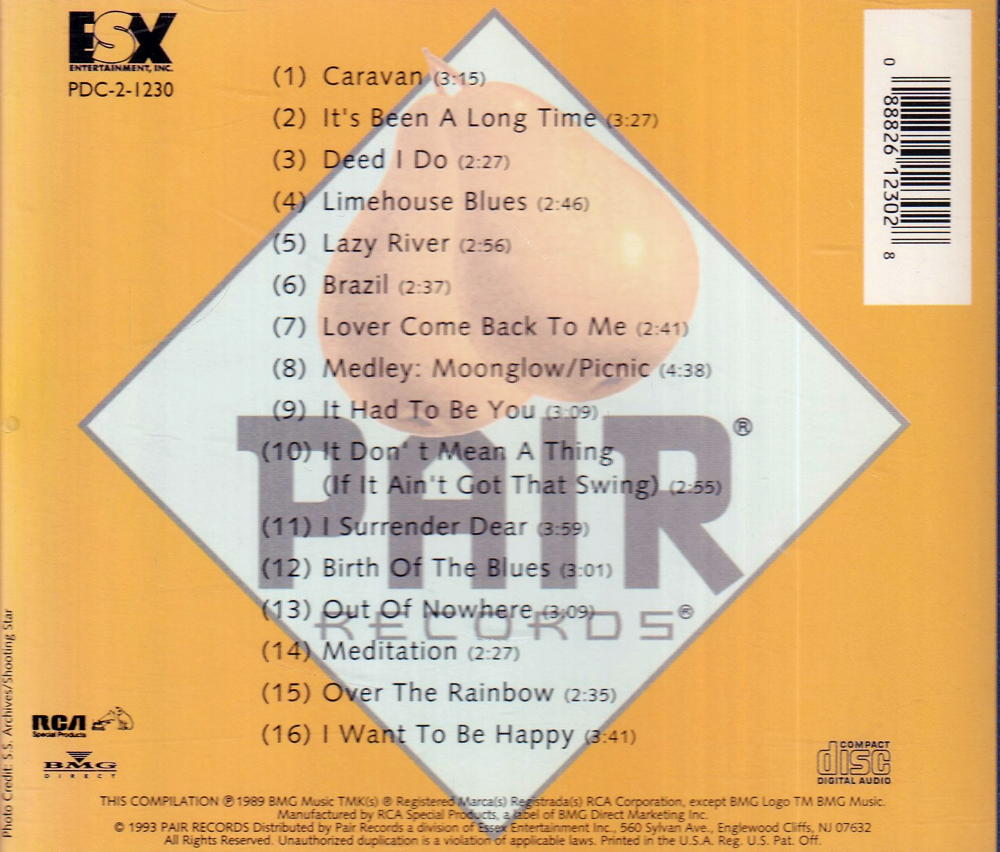 ESX
ENTERTAINMENT, INC.
PDC-2-1230
(1) Caravan (3:15)
(2) It's Been A Long Time (3:27)
(3) Deed I Do (2:27)
(4) Limehouse Blues (2:46)
(5) Lazy River (2:56)
(6) Brazil (2:37)
(7) Lover Come Back To Me (2:41)
(8) Medley: Moonglow/Picnic (4:38)
(9) It Had To Be You (3:09)
(10) It Don't Mean A Thing
(If It Ain't Got That Swing) (2:55)
(11) I Surrender Dear (3:59)
(12) Birth Of The Blues (3:01)
(13) Out Of Nowhere (3:09)
(14) Meditation (2:27)
(15) Over The Rainbow (2:35)
(16) I Want To Be Happy (3:41)
PAIR®
RECORDS®
0 88826 12302 8
Photo Credit: S.S. Archives/Shooting Star
RCA
Special Products
BMG
DIRECT
COMPACT
disc
DIGITAL AUDIO
THIS COMPILATION ℗ 1989 BMG Music TMK(s) ® Registered Marca(s) Registrada(s) RCA Corporation, except BMG Logo TM BMG Music.
Manufactured by RCA Special Products, a label of BMG Direct Marketing Inc.
© 1993 PAIR RECORDS Distributed by Pair Records a division of Essex Entertainment Inc., 560 Sylvan Ave., Englewood Cliffs, NJ 07632
All Rights Reserved. Unauthorized duplication is a violation of applicable laws. Printed in the U.S.A. Reg. U.S. Pat. Off.